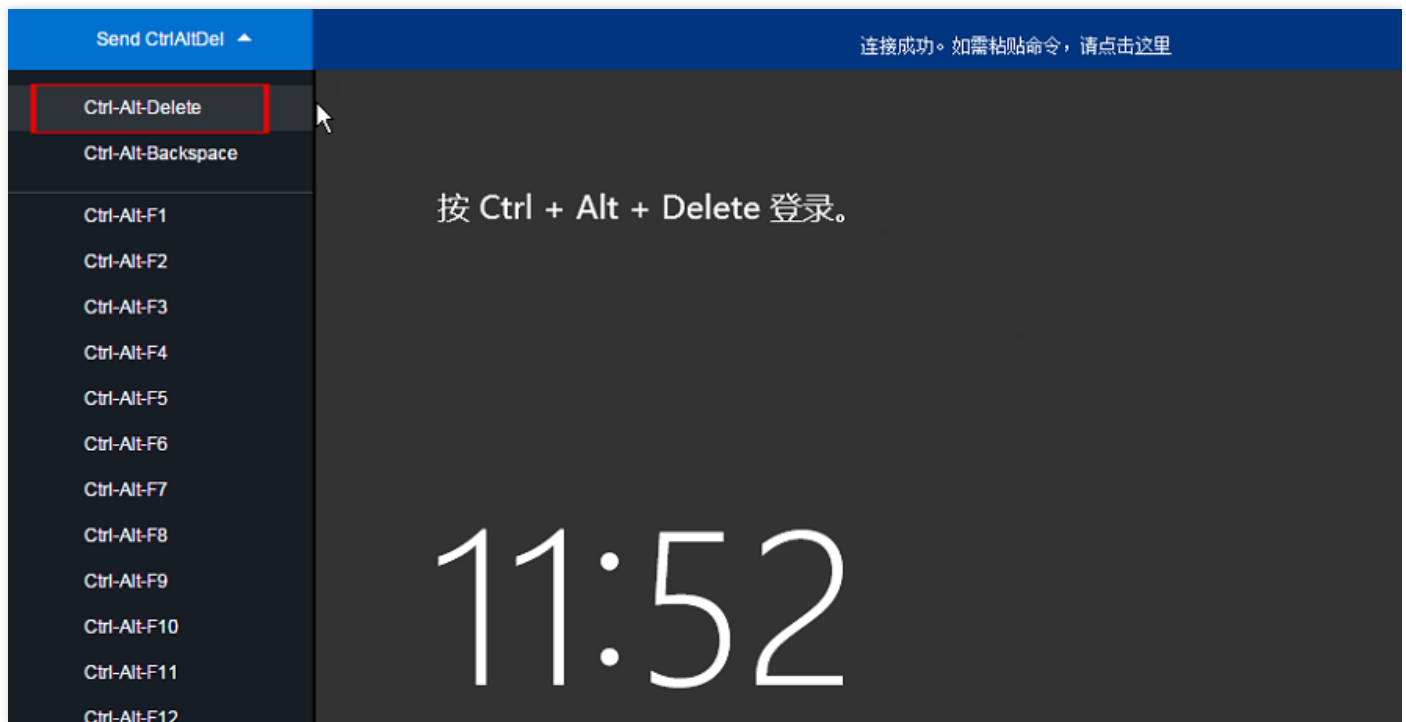 Send CtrlAltDel
连接成功。如需粘贴命令，请点击这里
Ctrl-Alt-Delete
Ctrl-Alt-Backspace
Ctrl-Alt-F1
按 Ctrl + Alt + Delete 登录。
Ctrl-Alt-F2
Ctrl-Alt-F3
Ctrl-Alt-F4
Ctrl-Alt-F5
Ctrl-Alt-F6
Ctrl-Alt-F7
Ctrl-Alt-F8
Ctrl-Alt-F9
Ctrl-Alt-F10
Ctrl-Alt-F11
Ctrl-Alt-F12
11:52